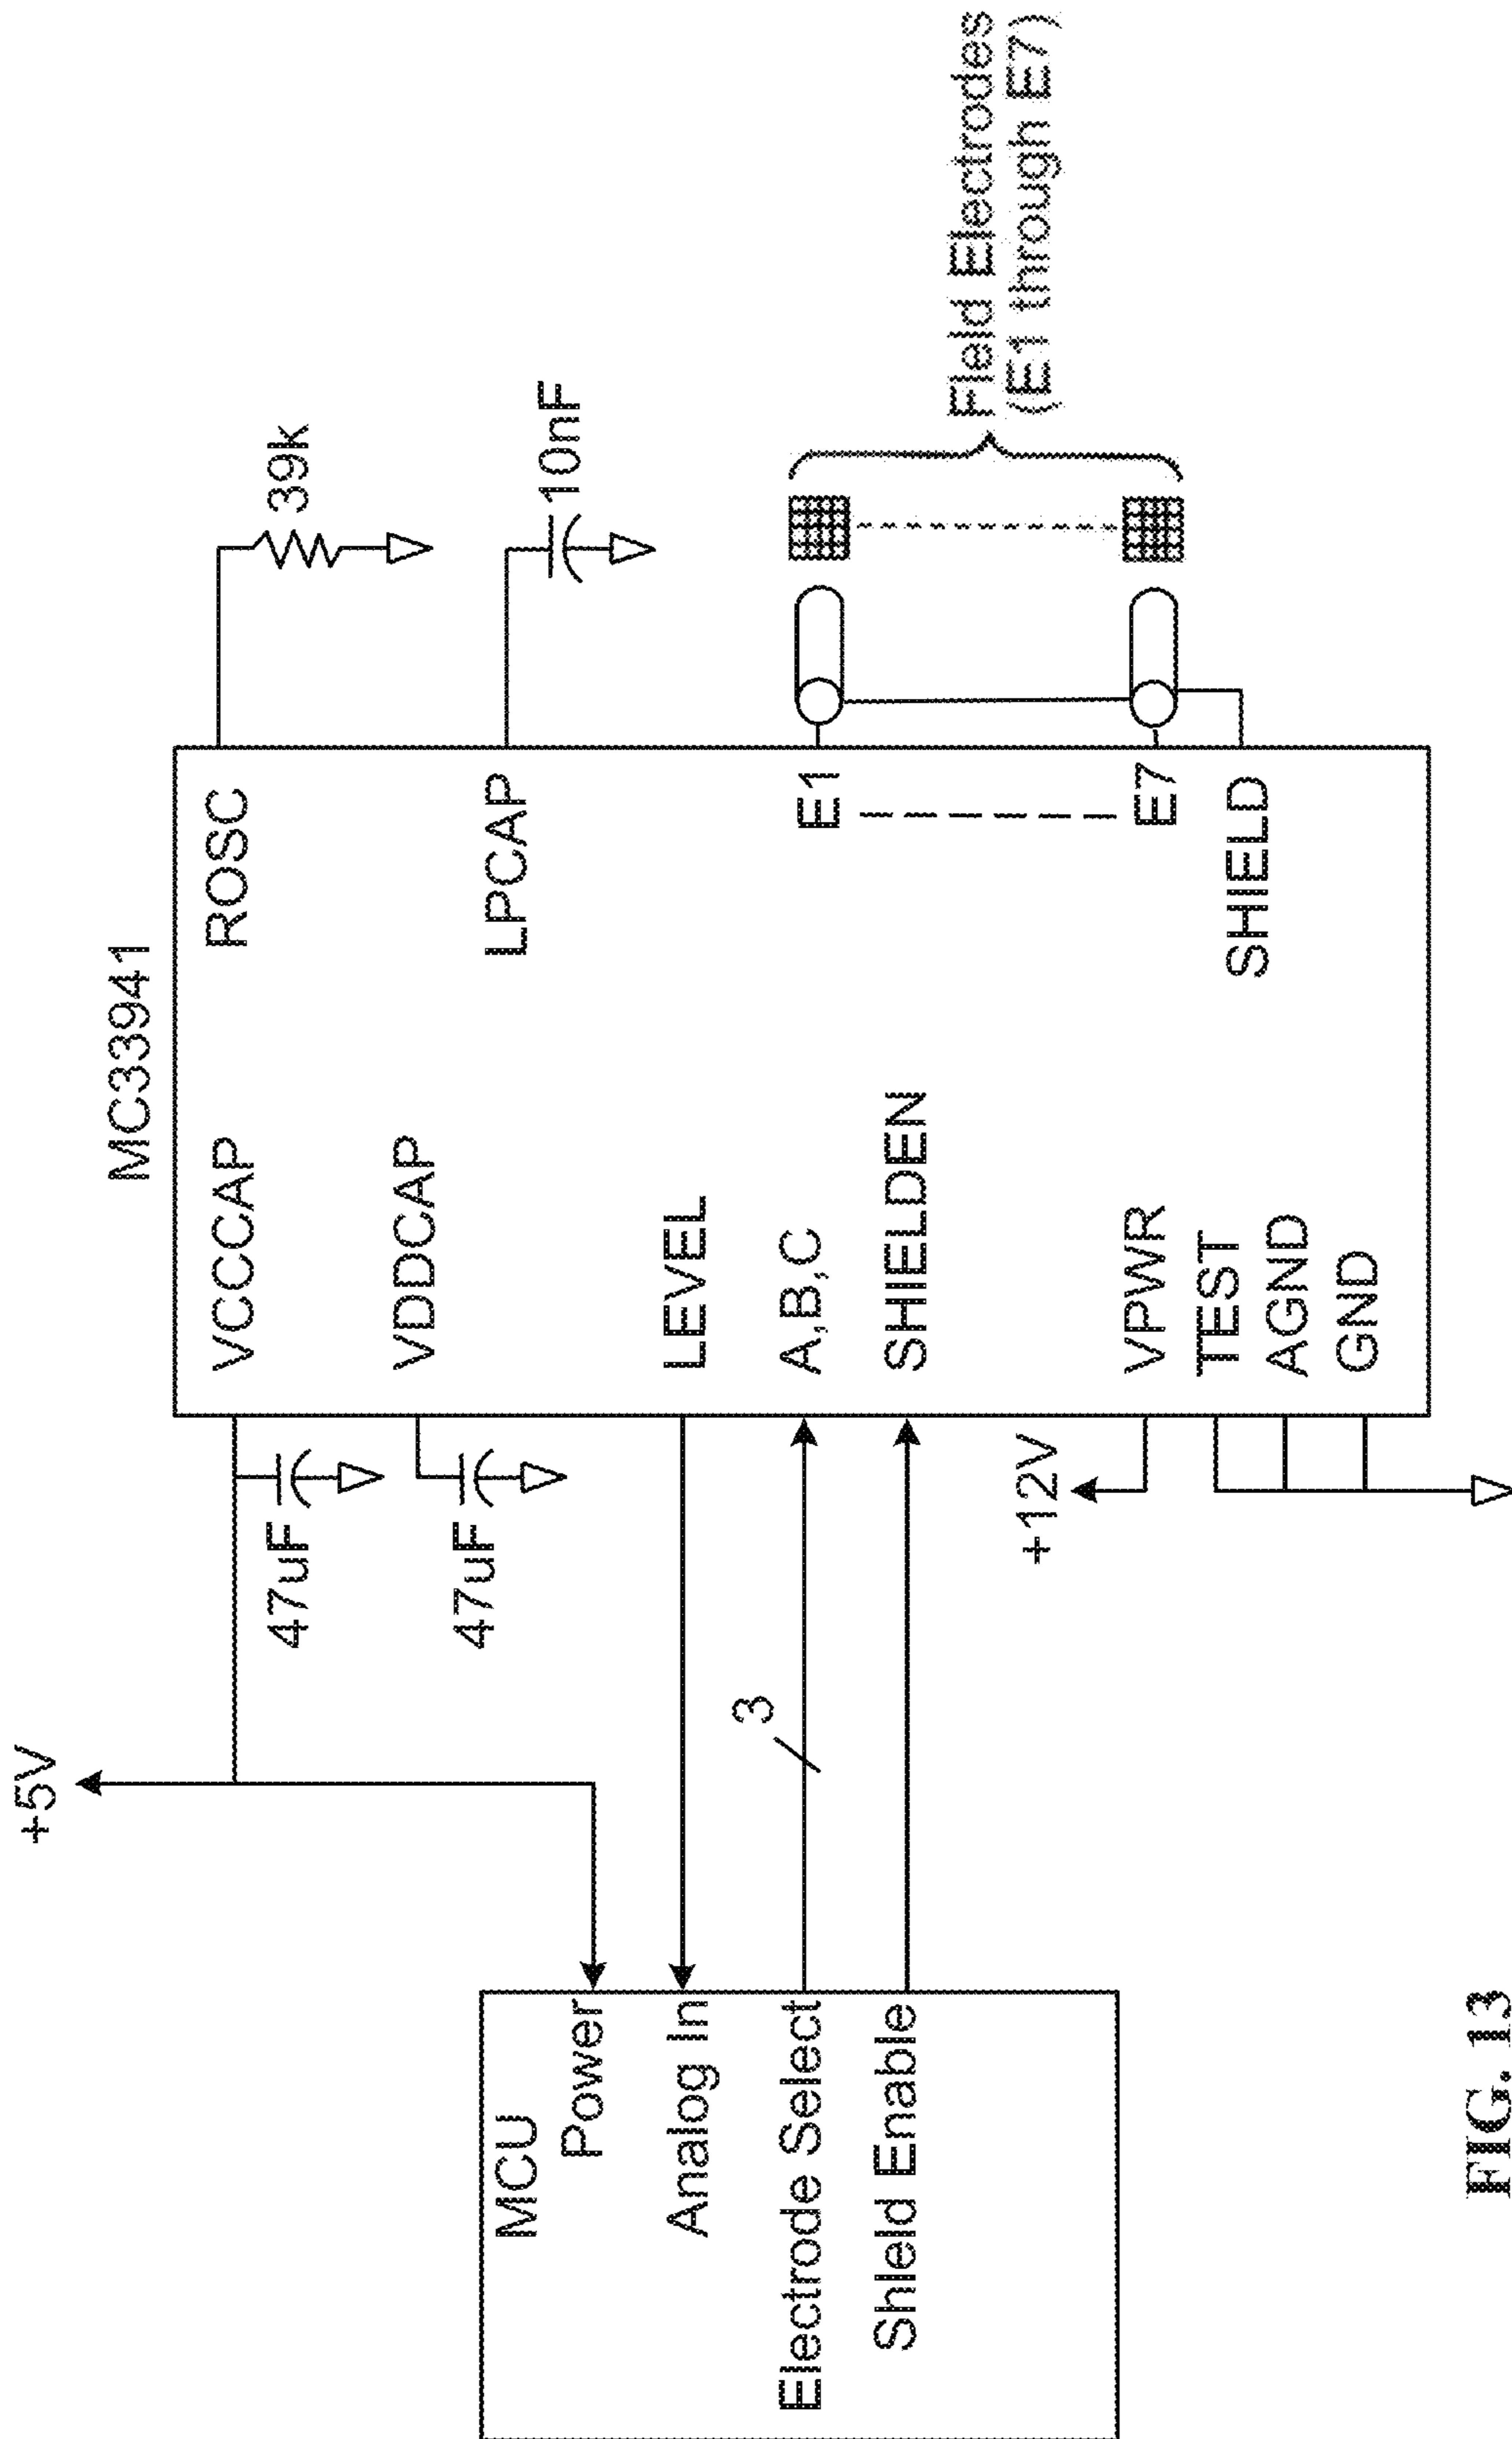 +5V
MC33941
MCU
Power
Analog In
Electrode Select
Shield Enable
47uF
47uF
3
+12V
VCCCAP
VDDCAP
LEVEL
A,B,C
SHIELDEN
VPWR
TEST
AGND
GND
ROSC
LPCAP
E1
E7
SHIELD
39k
10nF
Field Electrodes
(E1 through E7)
FIG. 13